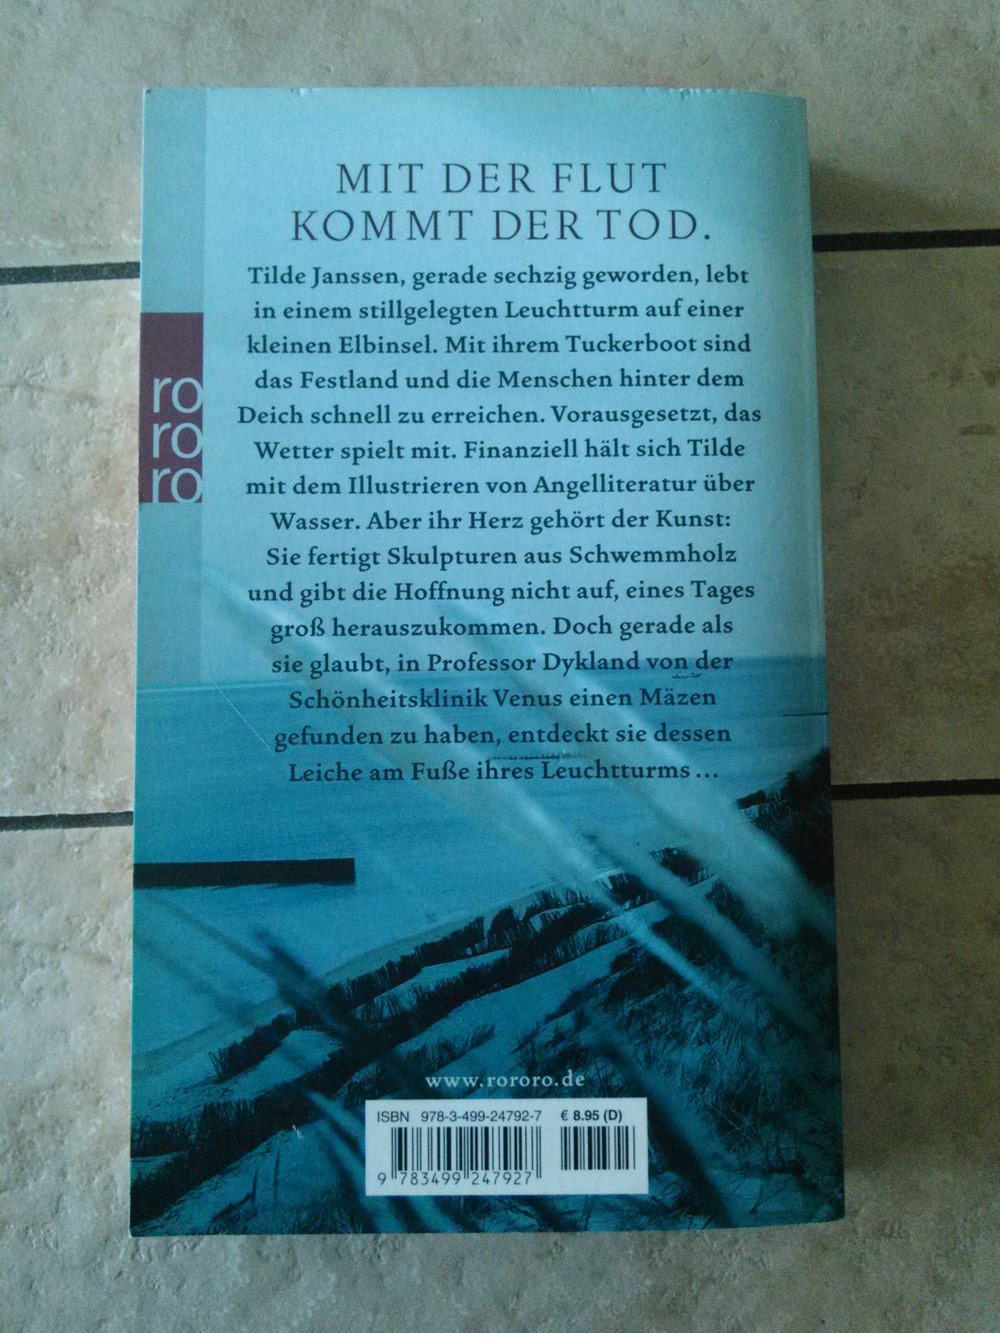 MIT DER FLUT
KOMMT DER TOD.
Tilde Janssen, gerade sechzig geworden, lebt
in einem stillgelegten Leuchtturm auf einer
kleinen Elbinsel. Mit ihrem Tuckerboot sind
das Festland und die Menschen hinter dem
Deich schnell zu erreichen. Vorausgesetzt, das
Wetter spielt mit. Finanziell hält sich Tilde
mit dem Illustrieren von Angelliteratur über
Wasser. Aber ihr Herz gehört der Kunst:
Sie fertigt Skulpturen aus Schwemmholz
und gibt die Hoffnung nicht auf, eines Tages
groß herauszukommen. Doch gerade als
sie glaubt, in Professor Dykland von der
Schönheitsklinik Venus einen Mäzen
gefunden zu haben, entdeckt sie dessen
Leiche am Fuße ihres Leuchtturms ...
ro
ro
ro
www.rororo.de
ISBN 978-3-499-24792-7 € 8.95 (D)
9 783499 247927